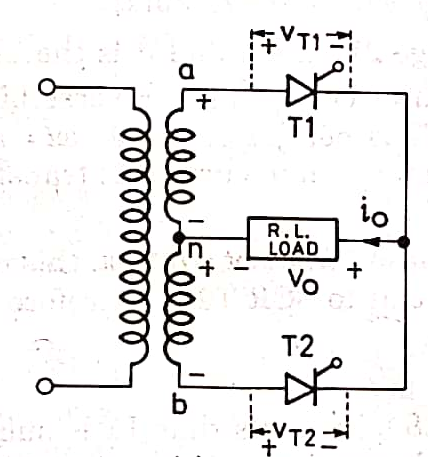 + VT1 -
a
+
T1
-
n
+
-
R.L.
LOAD
Vo
+
io
T2
-
b
+ VT2 -